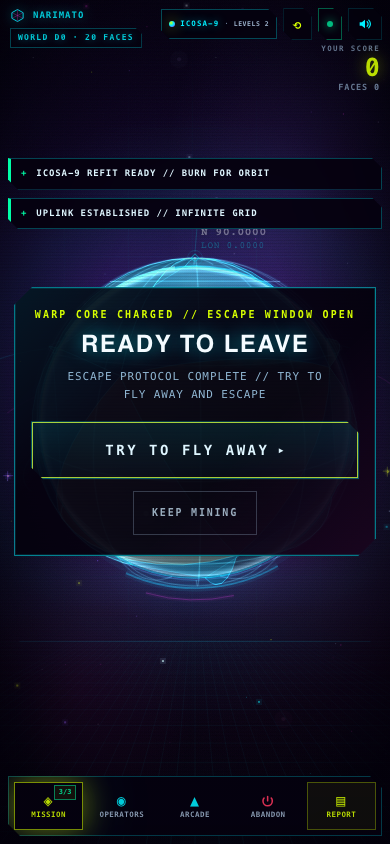 NARIMATO
WORLD D0 · 20 FACES
ICOSA–9 · LEVELS 2
YOUR SCORE
0
FACES 0
+ ICOSA–9 REFIT READY // BURN FOR ORBIT
+ UPLINK ESTABLISHED // INFINITE GRID
N 90.0000
LON 0.0000
WARP CORE CHARGED // ESCAPE WINDOW OPEN
READY TO LEAVE
ESCAPE PROTOCOL COMPLETE // TRY TO
FLY AWAY AND ESCAPE
TRY TO FLY AWAY ▸
KEEP MINING
3/3
MISSION
OPERATORS
ARCADE
ABANDON
REPORT